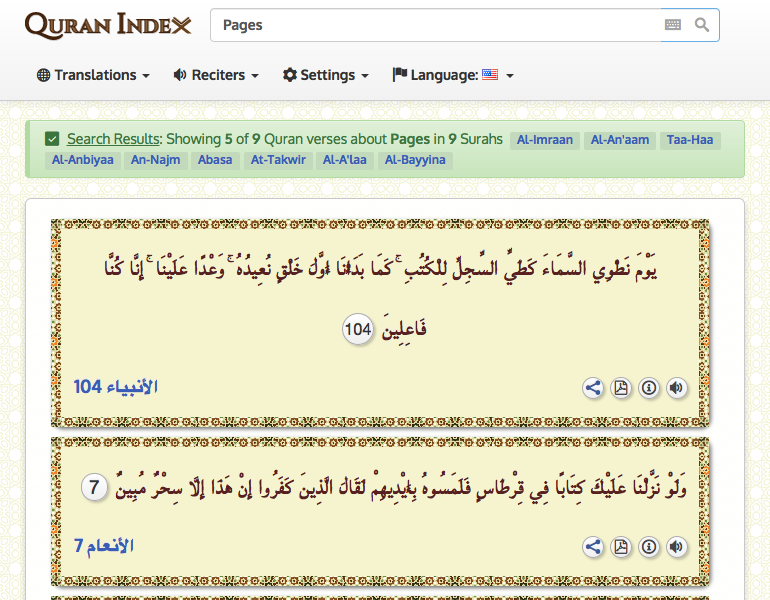 Quran Index
Pages
Translations Reciters Settings Language:
Search Results: Showing 5 of 9 Quran verses about Pages in 9 Surahs Al-Imraan Al-An'aam Taa-Haa
Al-Anbiyaa An-Najm Abasa At-Takwir Al-A'laa Al-Bayyina
يَوْمَ نَطْوِي السَّمَاءَ كَطَيِّ السِّجِلِّ لِلْكُتُبِ ۚ كَمَا بَدَأْنَا أَوَّلَ خَلْقٍ نُعِيدُهُ ۚ وَعْدًا عَلَيْنَا ۚ إِنَّا كُنَّا
فَاعِلِينَ 104
الأنبياء 104
وَلَوْ نَزَّلْنَا عَلَيْكَ كِتَابًا فِي قِرْطَاسٍ فَلَمَسُوهُ بِأَيْدِيهِمْ لَقَالَ الَّذِينَ كَفَرُوا إِنْ هَٰذَا إِلَّا سِحْرٌ مُبِينٌ 7
الأنعام 7